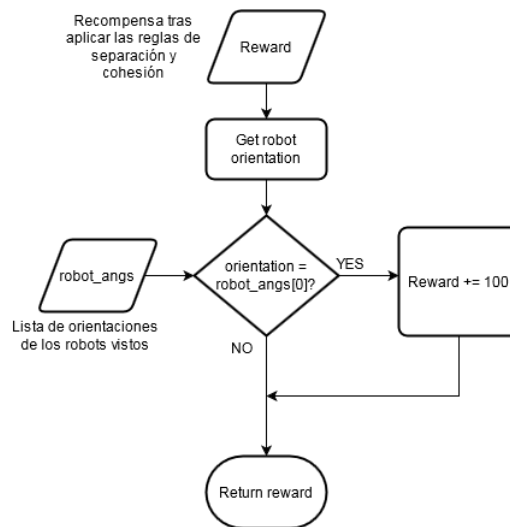 Recompensa tras
aplicar las reglas de
separación y
cohesión
Reward
Get robot
orientation
robot_angs
orientation =
robot_angs[0]?
YES
Reward += 100
Lista de orientaciones
de los robots vistos
NO
Return reward